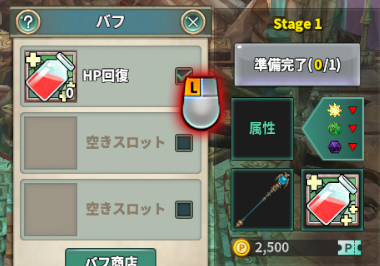 ?
バフ
×
Stage 1
HP回復
0
L
準備完了(0/1)
属性
空きスロット
空きスロット
P 2,500
P
バフ商店